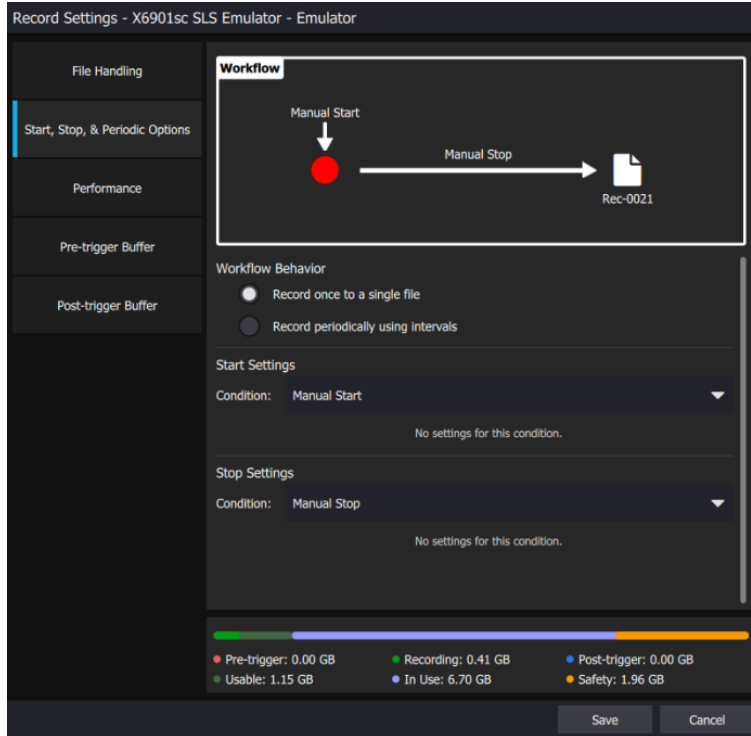 Record Settings - X6901sc SLS Emulator - Emulator
File Handling
Start, Stop, & Periodic Options
Performance
Pre-trigger Buffer
Post-trigger Buffer
Workflow
Manual Start
Manual Stop
Rec-0021
Workflow Behavior
Record once to a single file
Record periodically using intervals
Start Settings
Condition: Manual Start
No settings for this condition.
Stop Settings
Condition: Manual Stop
No settings for this condition.
Pre-trigger: 0.00 GB Recording: 0.41 GB Post-trigger: 0.00 GB
Usable: 1.15 GB In Use: 6.70 GB Safety: 1.96 GB
Save Cancel